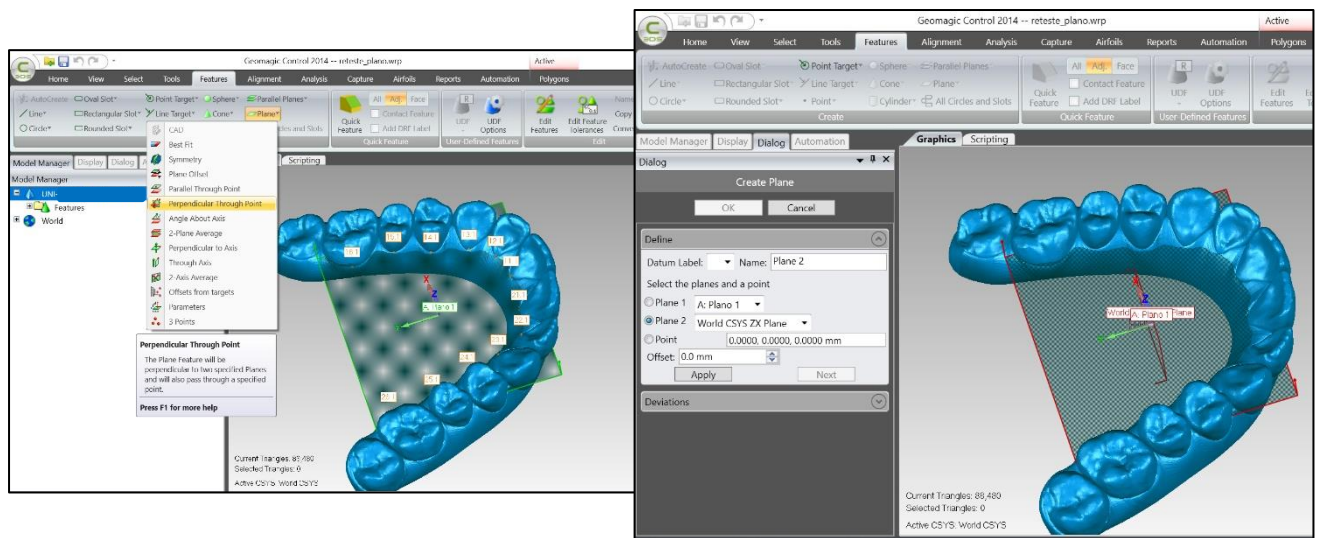 Geomagic Control 2014 -- reteste_plano.wrp
Active
Home View Select Tools Features Alignment Analysis Capture Airfoils Reports Automation Polygons
AutoCreate Oval Slot Point Target Sphere Parallel Planes
Line Rectangular Slot Line Target Cone Plane
Circle Rounded Slot and Slots
Quick Feature
All Adj Face
Contact Feature
Add DRF Label
UDF
UDF Options
Edit Features
Edit Feature Tolerances
Copy
Quick Feature User-Defined Features Edit
Model Manager Display Dialog
Scripting
Model Manager
UNI-
Features
World
CAD
Best Fit
Symmetry
Plane Offset
Parallel Through Point
Perpendicular Through Point
Angle About Axis
2-Plane Average
Perpendicular to Axis
Through Axis
2-Axis Average
Offsets from targets
Parameters
3 Points
Perpendicular Through Point
The Plane Feature will be
perpendicular to two specified Planes
and will also pass through a specified
point.
Press F1 for more help
X
Z
A: Plano 1
Current Triangles: 88,480
Selected Triangles: 0
Active CSYS: World CSYS
Geomagic Control 2014 -- reteste_plano.wrp
Active
Home View Select Tools Features Alignment Analysis Capture Airfoils Reports Automation Polygons
AutoCreate Oval Slot Point Target Sphere Parallel Planes
Line Rectangular Slot Line Target Cone Plane
Circle Rounded Slot Point Cylinder All Circles and Slots
Create
Quick Feature
All Adj Face
Contact Feature
Add DRF Label
Quick Feature
UDF
UDF Options
User-Defined Features
Edit Features
Model Manager Display Dialog Automation
Graphics Scripting
Dialog
Create Plane
OK Cancel
Define
Datum Label: Name: Plane 2
Select the planes and a point
Plane 1 A: Plano 1
Plane 2 World CSYS ZX Plane
Point 0.0000, 0.0000, 0.0000 mm
Offset: 0.0 mm
Apply Next
Deviations
Z
World A: Plano 1 Plane
Current Triangles: 88,480
Selected Triangles: 0
Active CSYS: World CSYS